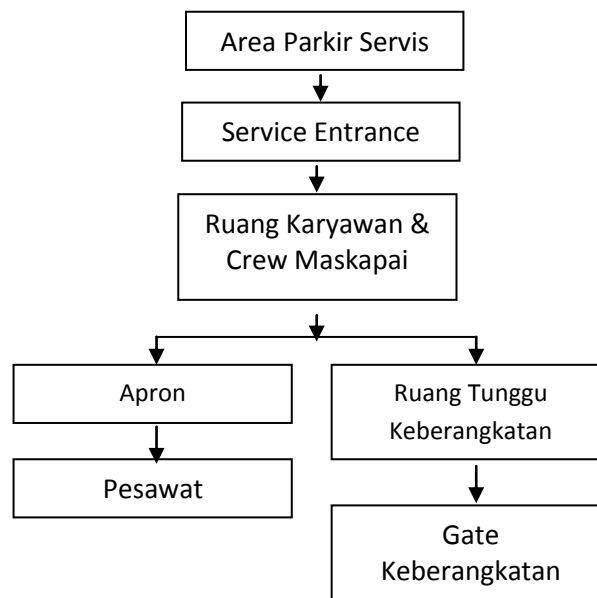 Area Parkir Servis
Service Entrance
Ruang Karyawan &
Crew Maskapai
Apron
Pesawat
Ruang Tunggu
Keberangkatan
Gate
Keberangkatan